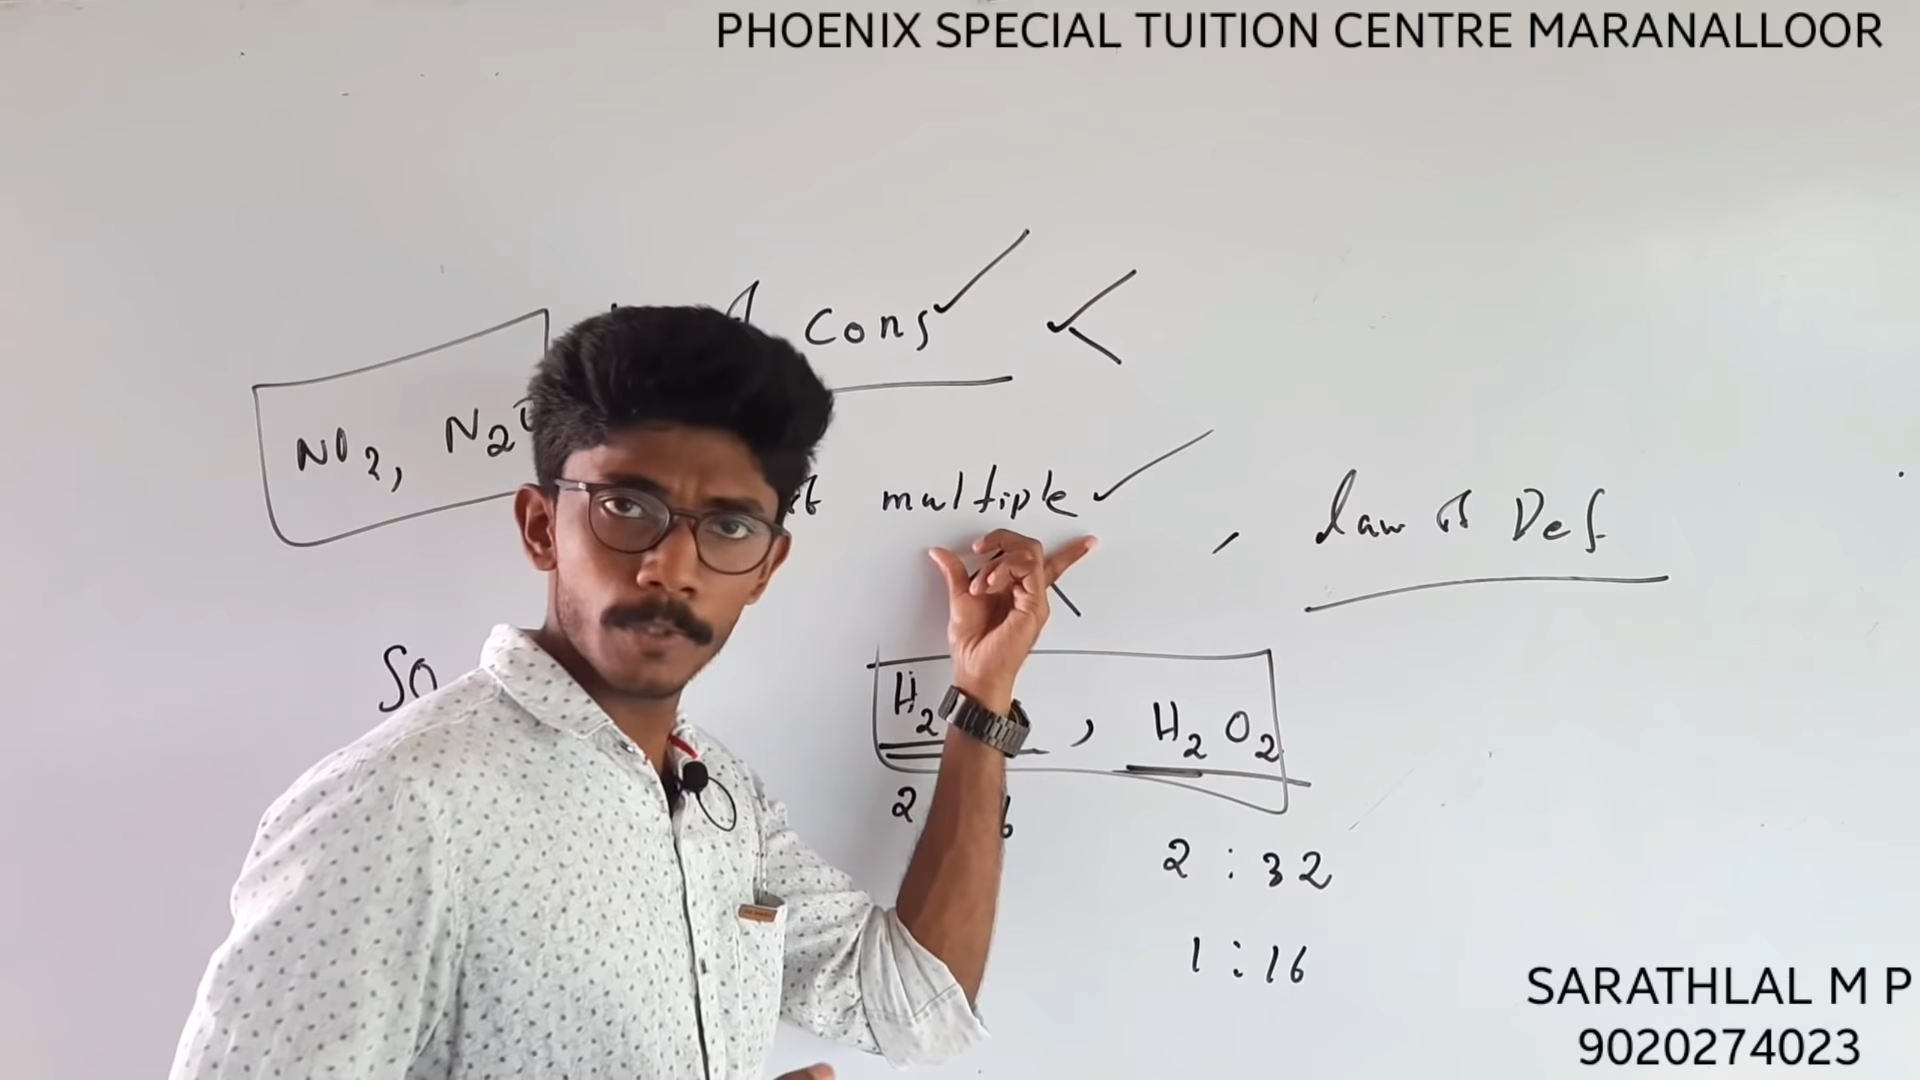 PHOENIX SPECIAL TUITION CENTRE MARANALLOOR
Cons
NO2, N2
multiple
law of Def
SO
H2 , H2O2
2
2 : 32
1 : 16
SARATHLAL M P
9020274023